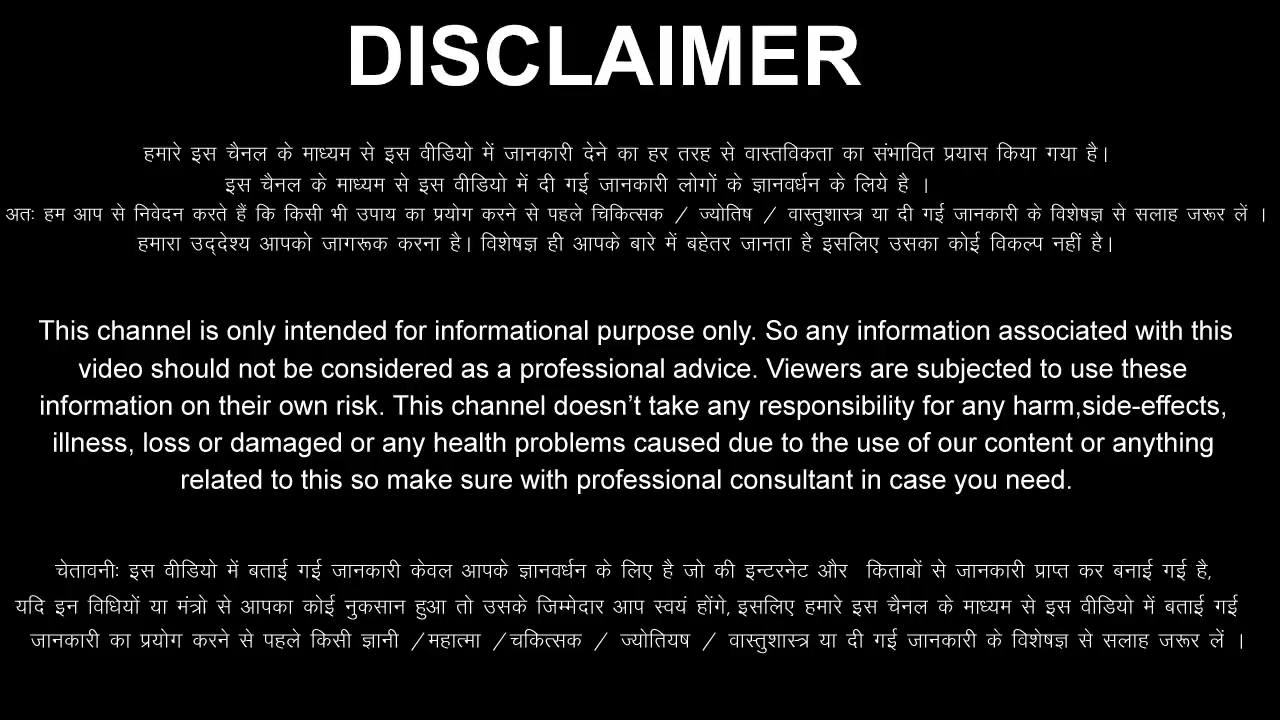 DISCLAIMER
हमारे इस चैनल के माध्यम से इस वीडियो में जानकारी देने का हर तरह से वास्तविकता का संभावित प्रयास किया गया है।
इस चैनल के माध्यम से इस वीडियो में दी गई जानकारी लोगों के ज्ञानवर्धन के लिये है ।
अतः हम आप से निवेदन करते हैं कि किसी भी उपाय का प्रयोग करने से पहले चिकित्सक / ज्योतिष / वास्तुशास्त्र या दी गई जानकारी के विशेषज्ञ से सलाह जरूर लें ।
हमारा उद्देश्य आपको जागरूक करना है। विशेषज्ञ ही आपके बारे में बहेतर जानता है इसलिए उसका कोई विकल्प नहीं है।
This channel is only intended for informational purpose only. So any information associated with this
video should not be considered as a professional advice. Viewers are subjected to use these
information on their own risk. This channel doesn’t take any responsibility for any harm,side-effects,
illness, loss or damaged or any health problems caused due to the use of our content or anything
related to this so make sure with professional consultant in case you need.
चेतावनीः इस वीडियो में बताई गई जानकारी केवल आपके ज्ञानवर्धन के लिए है जो की इन्टरनेट और किताबों से जानकारी प्राप्त कर बनाई गई है,
यदि इन विधियों या मंत्रो से आपका कोई नुकसान हुआ तो उसके जिम्मेदार आप स्वयं होंगे, इसलिए हमारे इस चैनल के माध्यम से इस वीडियो में बताई गई
जानकारी का प्रयोग करने से पहले किसी ज्ञानी /महात्मा /चकित्सक / ज्योतियष / वास्तुशास्त्र या दी गई जानकारी के विशेषज्ञ से सलाह जरूर लें ।